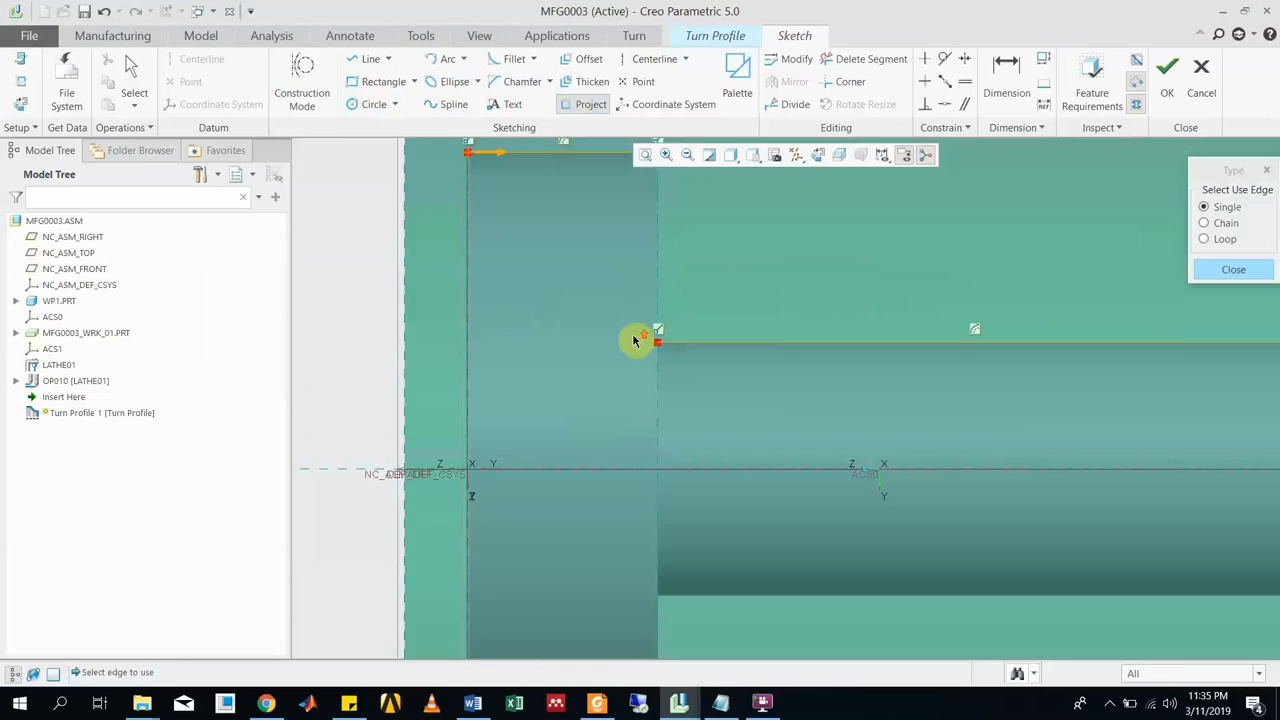 MFG0003 (Active) - Creo Parametric 5.0
File Manufacturing Model Analysis Annotate Tools View Applications Turn Turn Profile Sketch
Centerline Line Arc Fillet Offset Centerline Modify Delete Segment
Point Rectangle Ellipse Chamfer Thicken Point Mirror Corner
Coordinate System Circle Spline Text Project Coordinate System Divide Rotate Resize
File System
Select
Construction Mode
Palette
Dimension
Feature Requirements
OK
Cancel
Setup Get Data Operations Datum Sketching Editing Constrain Dimension Inspect Close
Model Tree Folder Browser Favorites
Model Tree
MFG0003.ASM
NC_ASM_RIGHT
NC_ASM_TOP
NC_ASM_FRONT
NC_ASM_DEF_CSYS
WP1.PRT
ACS0
MFG0003_WRK_01.PRT
ACS1
LATHE01
OP010 [LATHE01]
Insert Here
Turn Profile 1 [Turn Profile]
Type
Select Use Edge
Single
Chain
Loop
Close
Z X Y
Z X
ACS0
Z
Y
Select edge to use
All
11:35 PM
3/11/2019
4